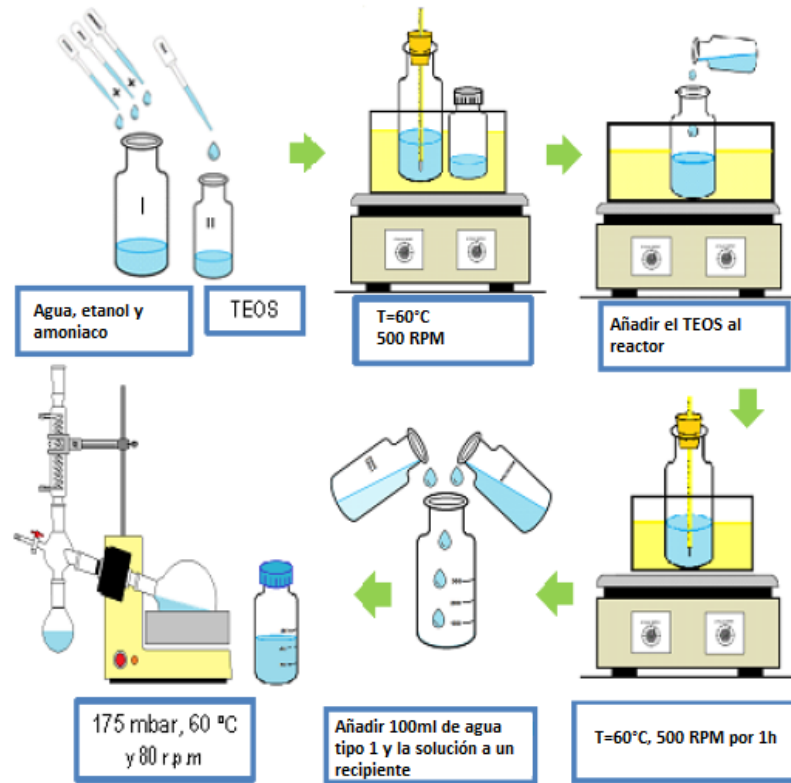 I
II
Agua, etanol y
amoniaco
TEOS
T=60°C
500 RPM
Añadir el TEOS al
reactor
T=60°C, 500 RPM por 1h
Añadir 100ml de agua
tipo 1 y la solución a un
recipiente
175 mbar, 60 ºC
y 80 r.p.m